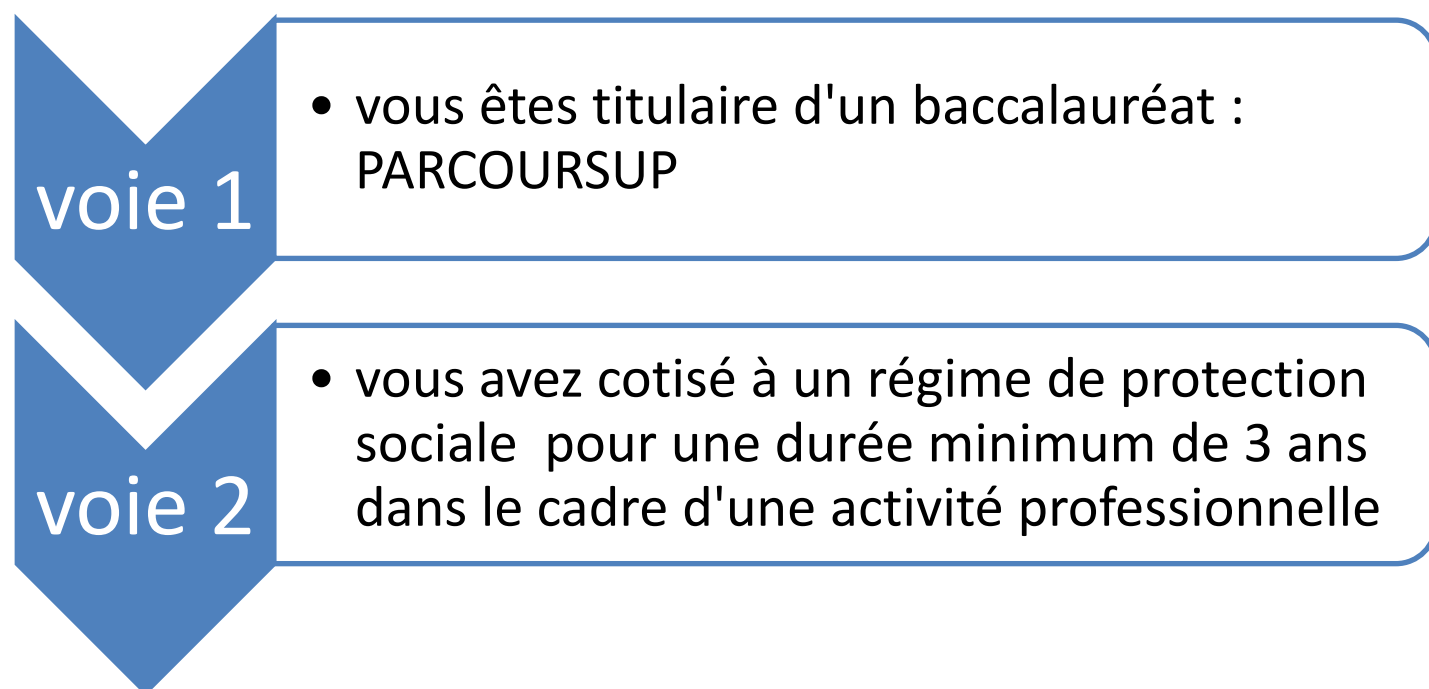 voie 1
• vous êtes titulaire d'un baccalauréat :
PARCOURSUP
voie 2
• vous avez cotisé à un régime de protection
sociale  pour une durée minimum de 3 ans
dans le cadre d'une activité professionnelle